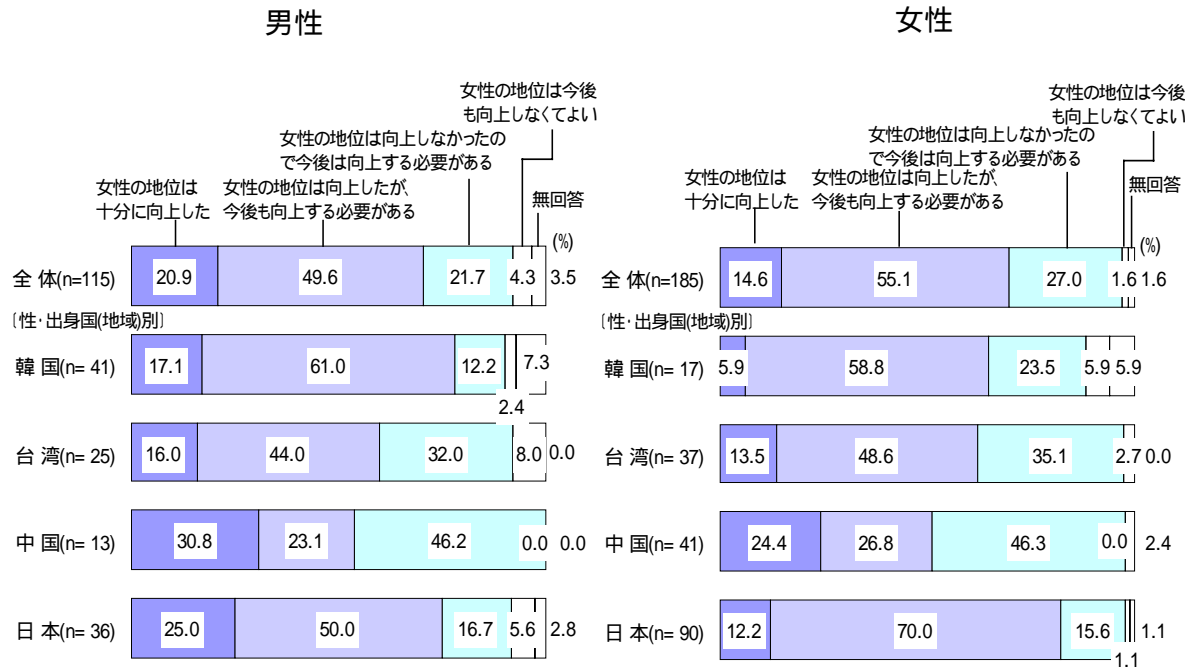 男性
女性の地位は今後
も向上しなくてよい
女性の地位は向上しなかったの
で今後は向上する必要がある
女性の地位は
十分に向上した
女性の地位は向上したが、
今後も向上する必要がある
無回答
(%)
全 体(n=115) 20.9 49.6 21.7 4.3 3.5
〔性・出身国(地域)別〕
韓 国(n= 41) 17.1 61.0 12.2 7.3
2.4
台 湾(n= 25) 16.0 44.0 32.0 8.0 0.0
中 国(n= 13) 30.8 23.1 46.2 0.0 0.0
日 本(n= 36) 25.0 50.0 16.7 5.6 2.8
女性
女性の地位は今後
も向上しなくてよい
女性の地位は向上しなかったの
で今後は向上する必要がある
女性の地位は
十分に向上した
女性の地位は向上したが、
今後も向上する必要がある
無回答
(%)
全 体(n=185) 14.6 55.1 27.0 1.6 1.6
〔性・出身国(地域)別〕
韓 国(n= 17) 5.9 58.8 23.5 5.9 5.9
台 湾(n= 37) 13.5 48.6 35.1 2.7 0.0
中 国(n= 41) 24.4 26.8 46.3 0.0 2.4
日 本(n= 90) 12.2 70.0 15.6 1.1
1.1